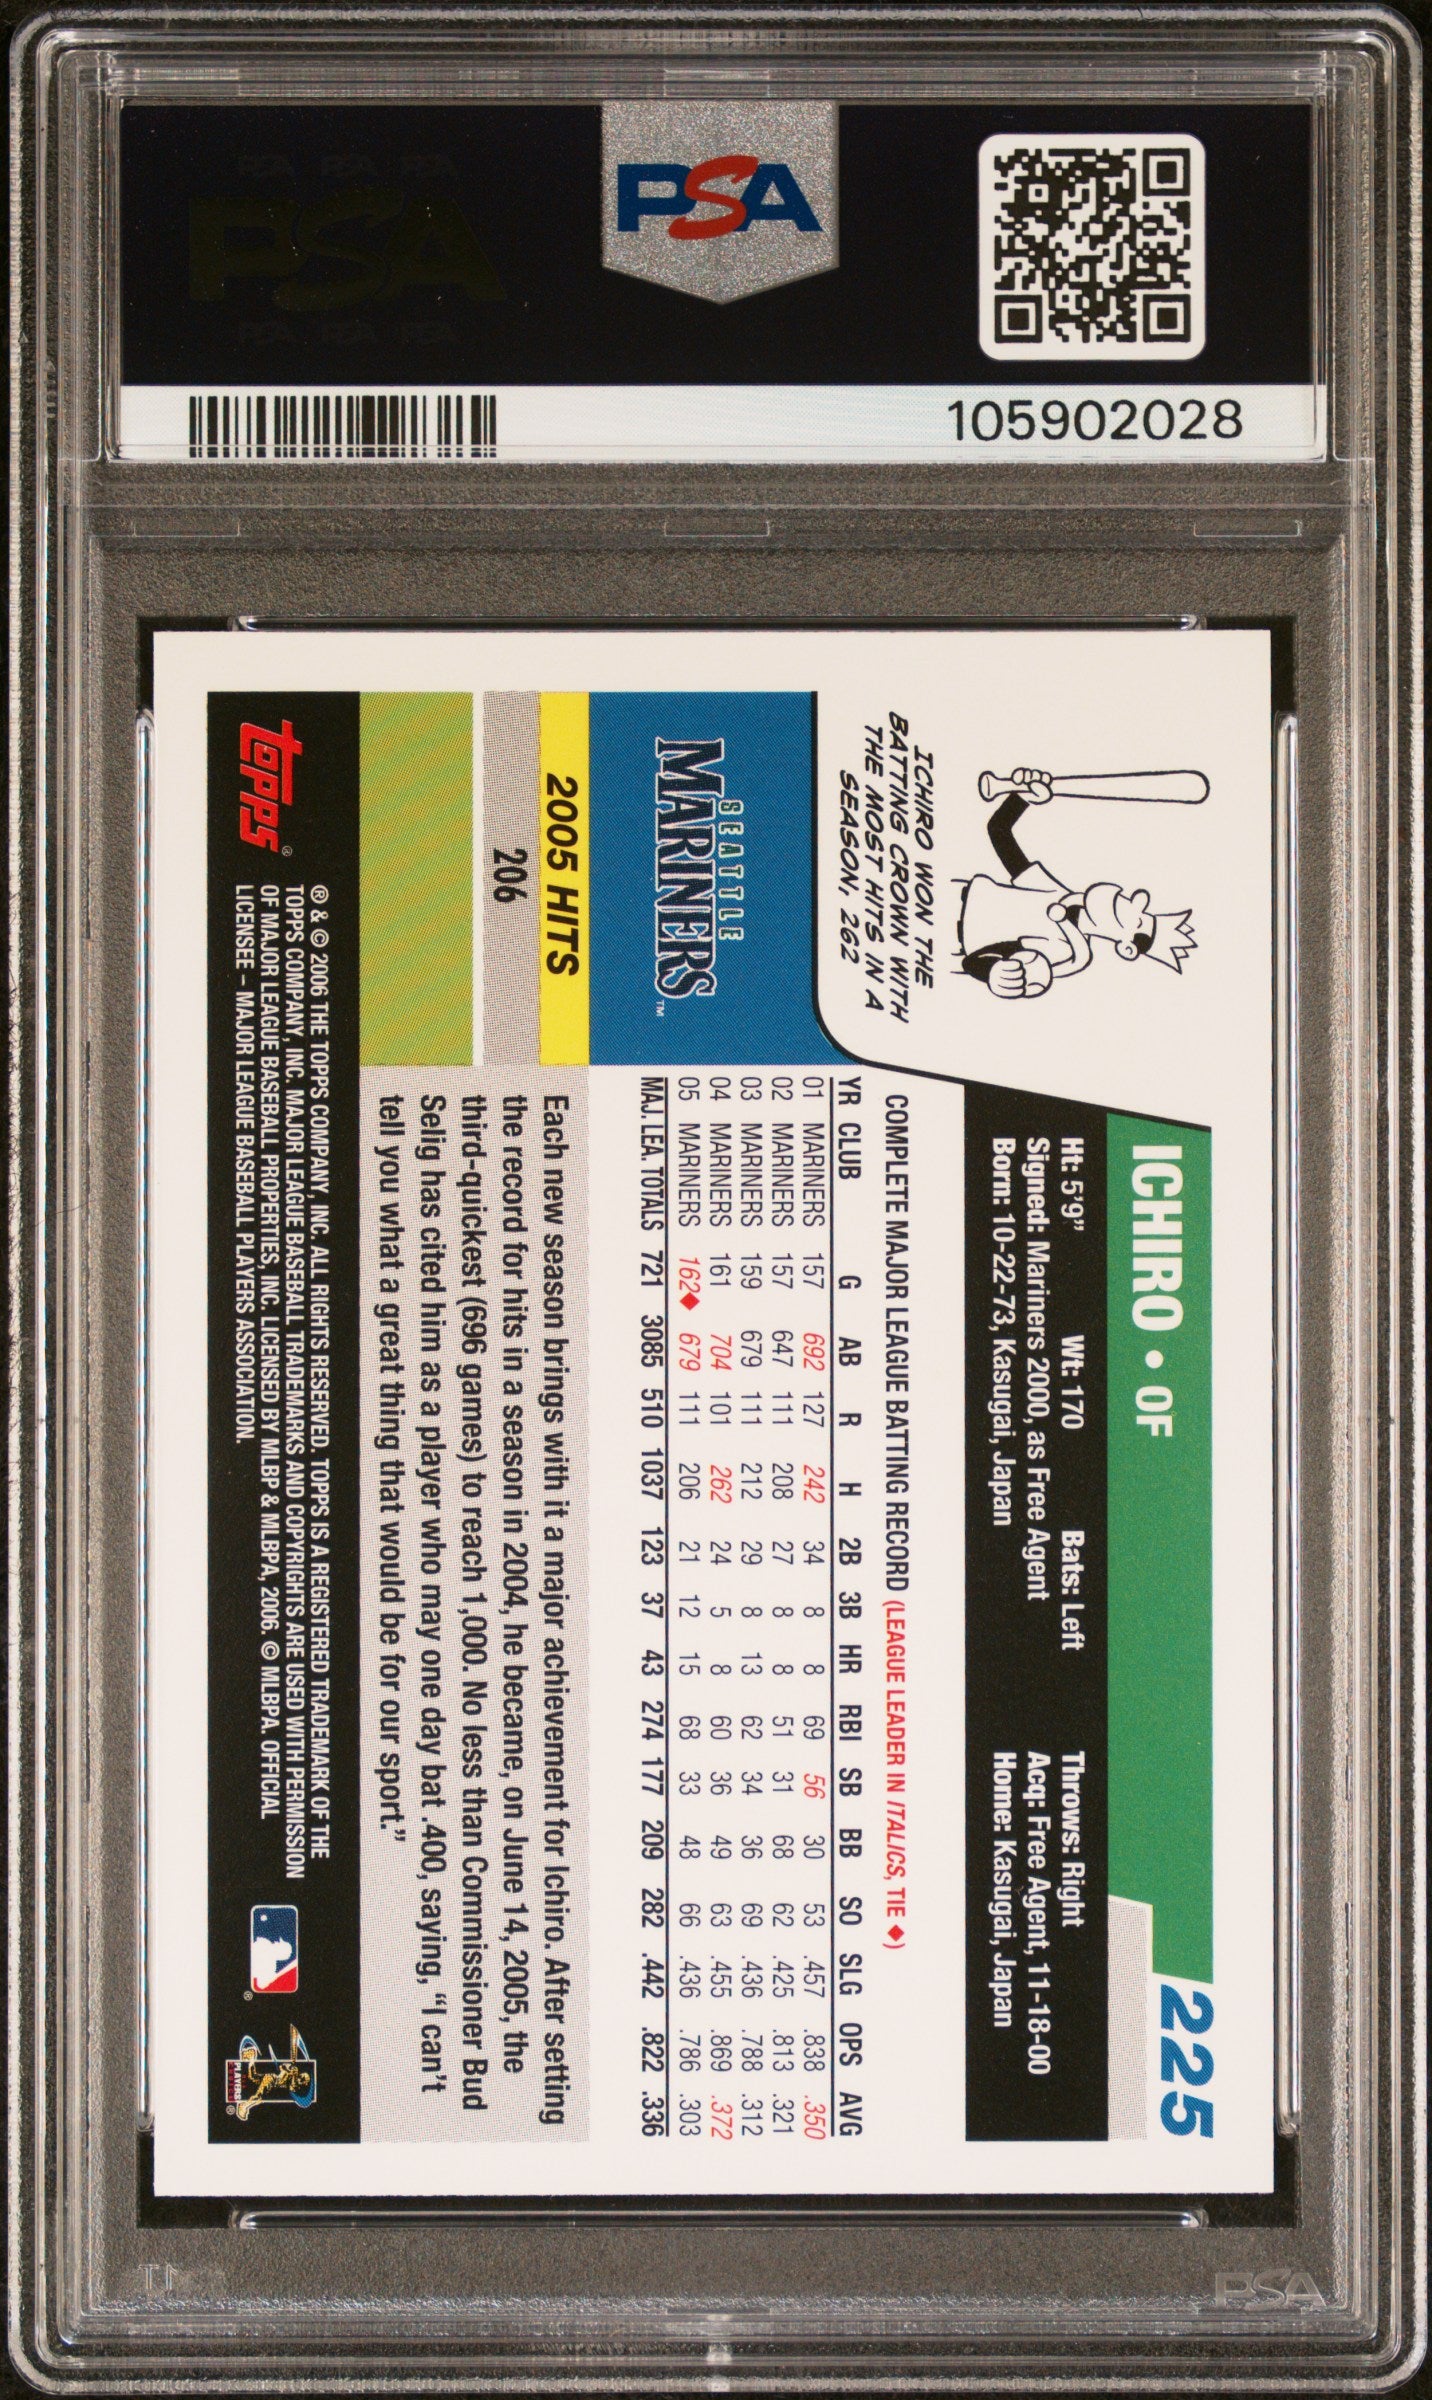 PSA PSA PSA
PSA
PSA PSA PSA
PSA
105902028
225
ICHIRO • OF
Ht: 5'9" Wt: 170 Bats: Left Throws: Right
Signed: Mariners 2000, as Free Agent Acq: Free Agent, 11-18-00
Born: 10-22-73, Kasugai, Japan Home: Kasugai, Japan
ICHIRO WON THE
BATTING CROWN WITH
THE MOST HITS IN A
SEASON, 262
COMPLETE MAJOR LEAGUE BATTING RECORD (LEAGUE LEADER IN ITALICS, TIE ◆)
YR CLUB G AB R H 2B 3B HR RBI SB BB SO SLG OPS AVG
01 MARINERS 157 692 127 242 34 8 8 69 56 30 53 .457 .838 .350
02 MARINERS 157 647 111 208 27 8 8 51 31 68 62 .425 .813 .321
03 MARINERS 159 679 111 212 29 8 13 62 34 36 69 .436 .788 .312
04 MARINERS 161 704 101 262 24 5 8 60 36 49 63 .455 .869 .372
05 MARINERS 162◆ 679 111 206 21 12 15 68 33 48 66 .436 .786 .303
MAJ. LEA. TOTALS 721 3085 510 1037 123 37 43 274 177 209 282 .442 .822 .336
SEATTLE
MARINERS™
2005 HITS
206
Each new season brings with it a major achievement for Ichiro. After setting
the record for hits in a season in 2004, he became, on June 14, 2005, the
third-quickest (696 games) to reach 1,000. No less than Commissioner Bud
Selig has cited him as a player who may one day bat .400, saying, “I can't
tell you what a great thing that would be for our sport.”
topps®
® & © 2006 THE TOPPS COMPANY, INC. ALL RIGHTS RESERVED. TOPPS IS A REGISTERED TRADEMARK OF THE
TOPPS COMPANY, INC. MAJOR LEAGUE BASEBALL TRADEMARKS AND COPYRIGHTS ARE USED WITH PERMISSION
OF MAJOR LEAGUE BASEBALL PROPERTIES, INC. LICENSED BY MLBP & MLBPA, 2006. © MLBPA. OFFICIAL
LICENSEE – MAJOR LEAGUE BASEBALL PLAYERS ASSOCIATION.
PLAYERS
PSA